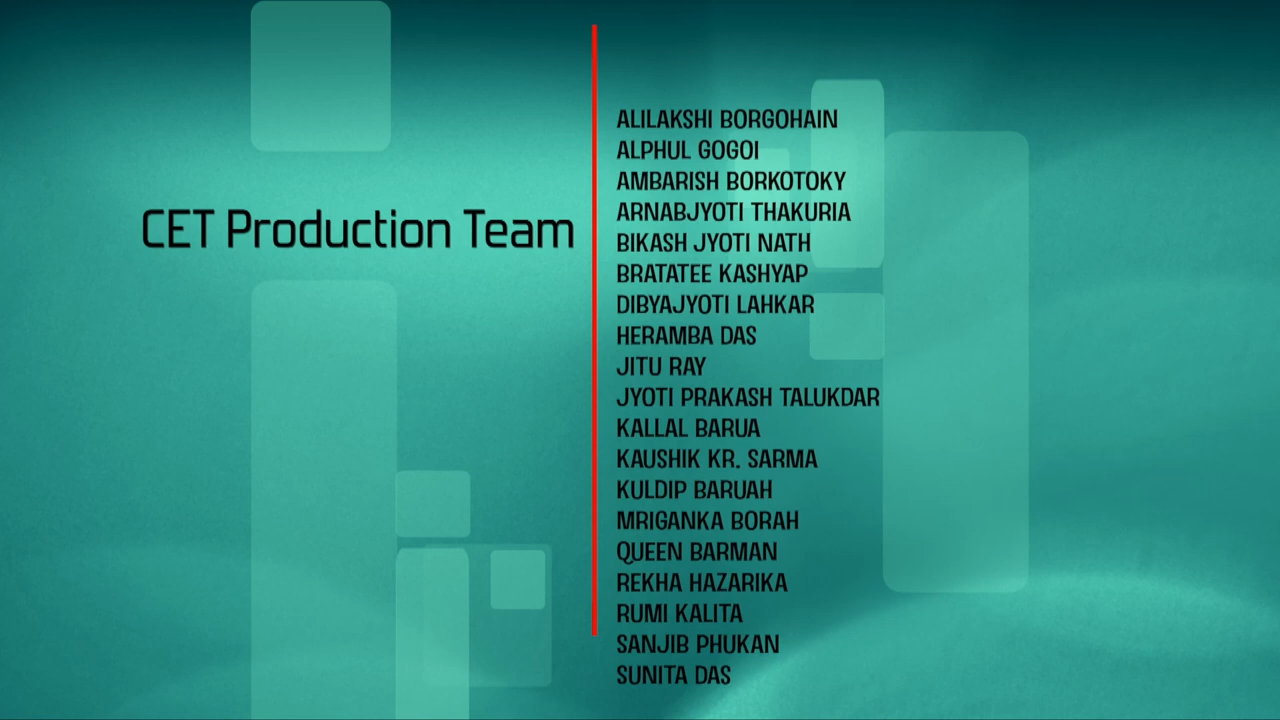 CET Production Team
ALILAKSHI BORGOHAIN
ALPHUL GOGOI
AMBARISH BORKOTOKY
ARNABJYOTI THAKURIA
BIKASH JYOTI NATH
BRATATEE KASHYAP
DIBYAJYOTI LAHKAR
HERAMBA DAS
JITU RAY
JYOTI PRAKASH TALUKDAR
KALLAL BARUA
KAUSHIK KR. SARMA
KULDIP BARUAH
MRIGANKA BORAH
QUEEN BARMAN
REKHA HAZARIKA
RUMI KALITA
SANJIB PHUKAN
SUNITA DAS